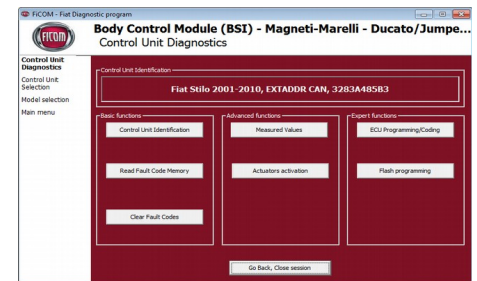 FiCOM - Fiat Diagnostic program
FICOM
Body Control Module (BSI) - Magneti-Marelli - Ducato/Jumpe...
Control Unit Diagnostics
Control Unit
Diagnostics
Control Unit
Selection
Model selection
Main menu
Control Unit Identification
Fiat Stilo 2001-2010, EXTADDR CAN, 3283A485B3
Basic functions
Advanced functions
Expert functions
Control Unit Identification
Measured Values
ECU Programming/Coding
Read Fault Code Memory
Actuators activation
Flash programming
Clear Fault Codes
Go Back, Close session